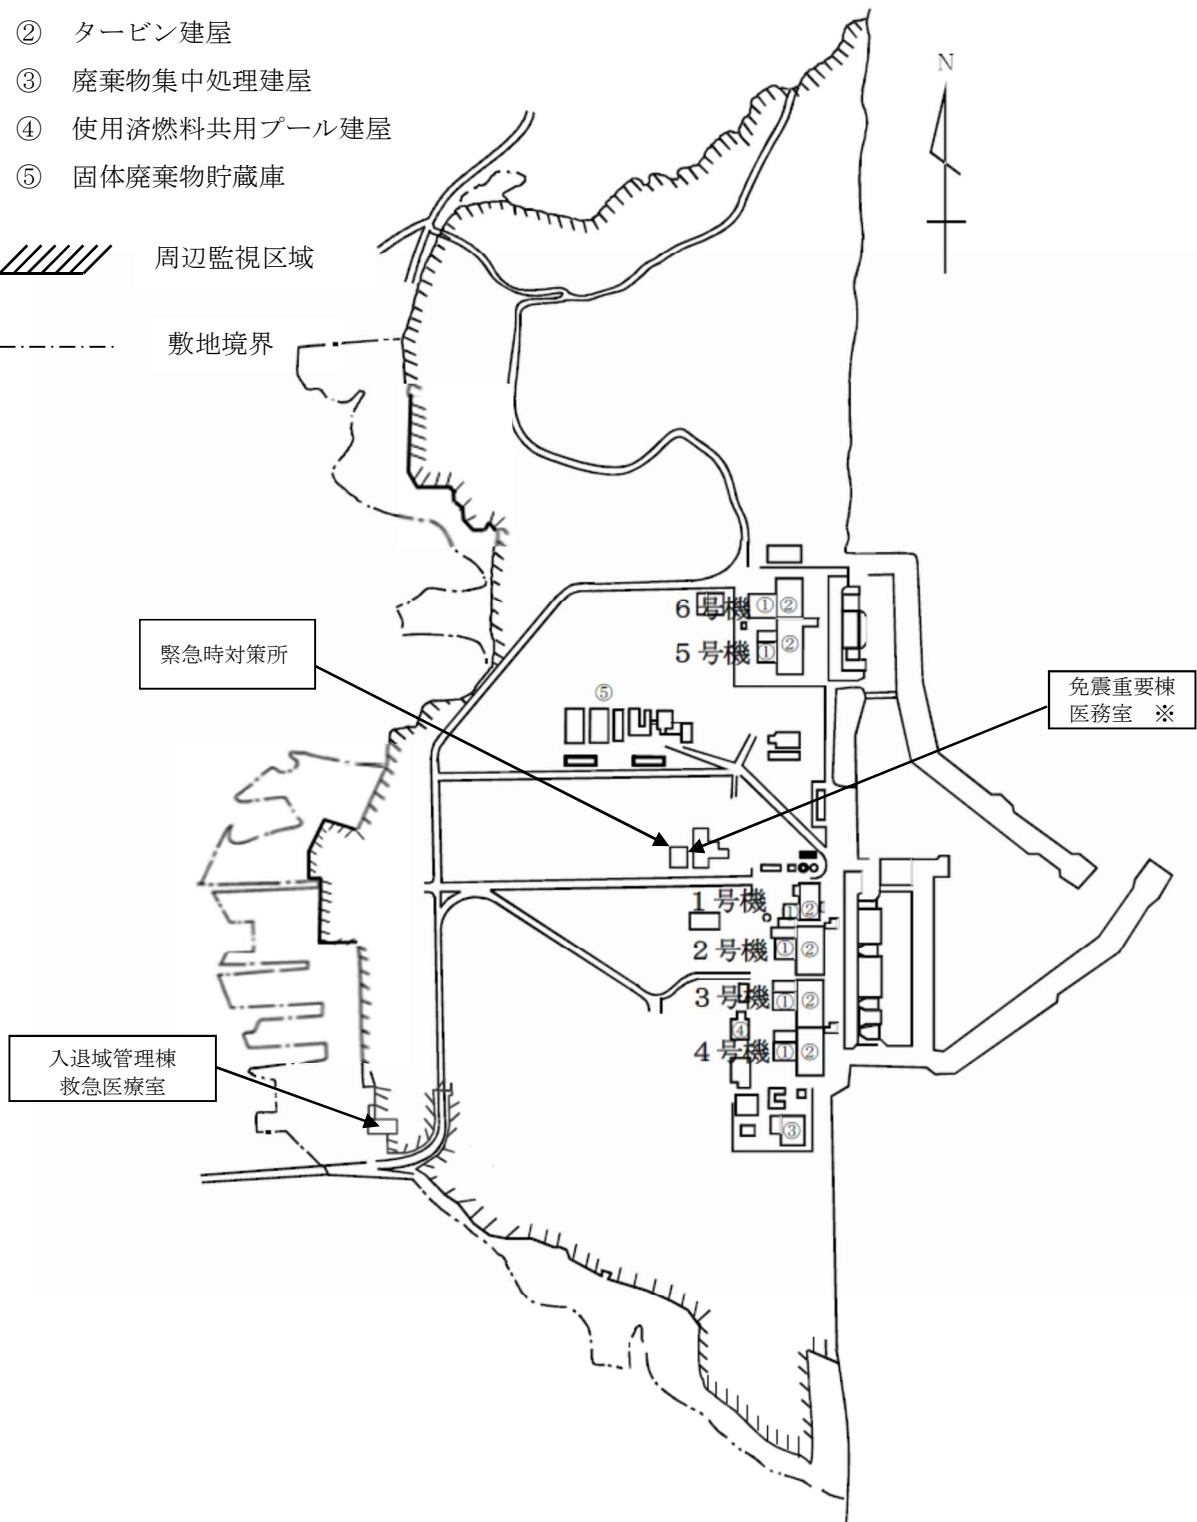 ② タービン建屋
③ 廃棄物集中処理建屋
④ 使用済燃料共用プール建屋
⑤ 固体廃棄物貯蔵庫
周辺監視区域
敷地境界
N
6号機 ① ②
5号機 ① ②
緊急時対策所
⑤
免震重要棟
医務室 ※
1号機 ① ②
2号機 ① ②
3号機 ① ②
④
4号機 ① ②
入退域管理棟
救急医療室
③